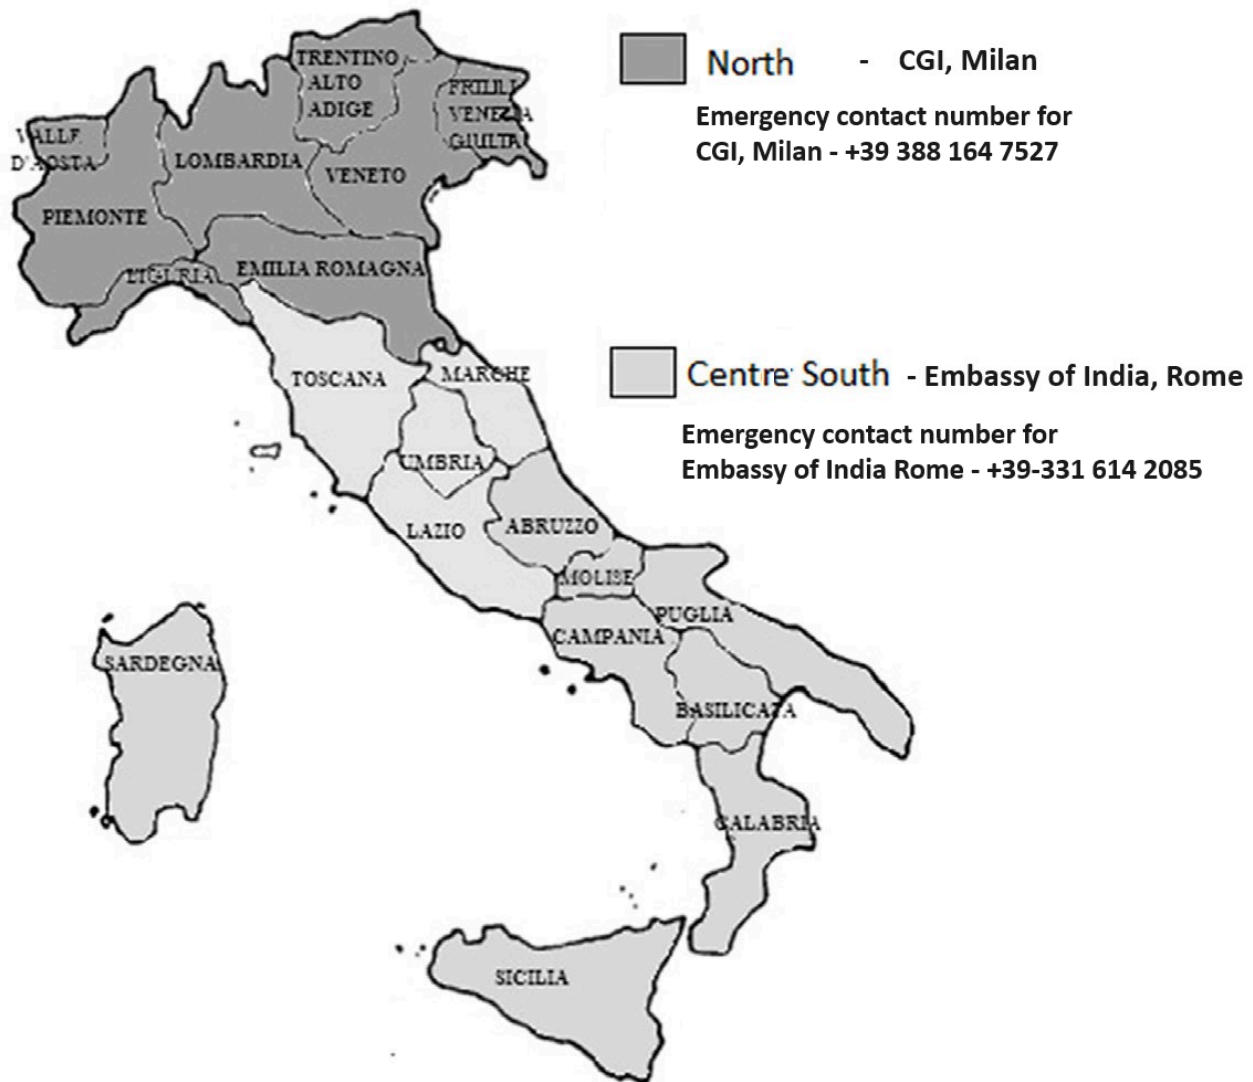 North - CGI, Milan
Emergency contact number for
CGI, Milan - +39 388 164 7527
Centre South - Embassy of India, Rome
Emergency contact number for
Embassy of India Rome - +39-331 614 2085
TRENTINO
ALTO
ADIGE
FRIULI
VENEZIA
GIULIA
VALLE
D'AOSTA
LOMBARDIA
VENETO
PIEMONTE
LIGURIA
EMILIA ROMAGNA
TOSCANA
MARCHE
UMBRIA
LAZIO
ABRUZZO
MOLISE
PUGLIA
CAMPANIA
SARDEGNA
BASILICATA
CALABRIA
SICILIA